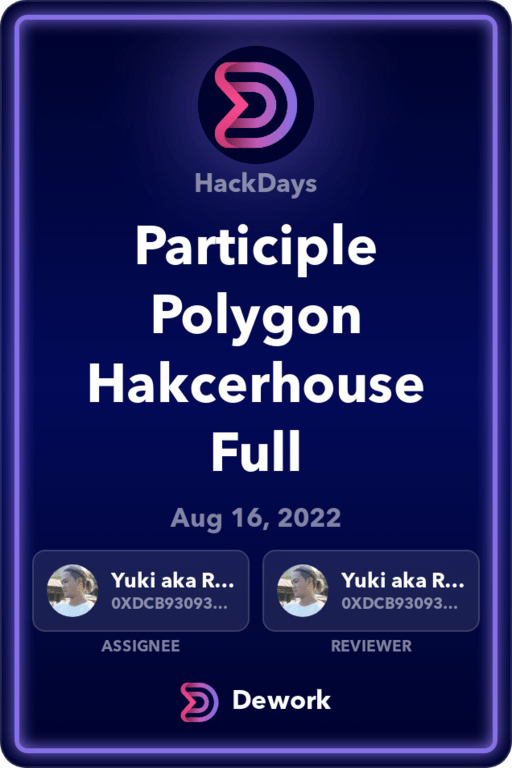 HackDays
Participle
Polygon
Hakcerhouse
Full
Aug 16, 2022
Yuki aka R...
0XDCB93093...
Yuki aka R...
0XDCB93093...
ASSIGNEE
REVIEWER
Dework